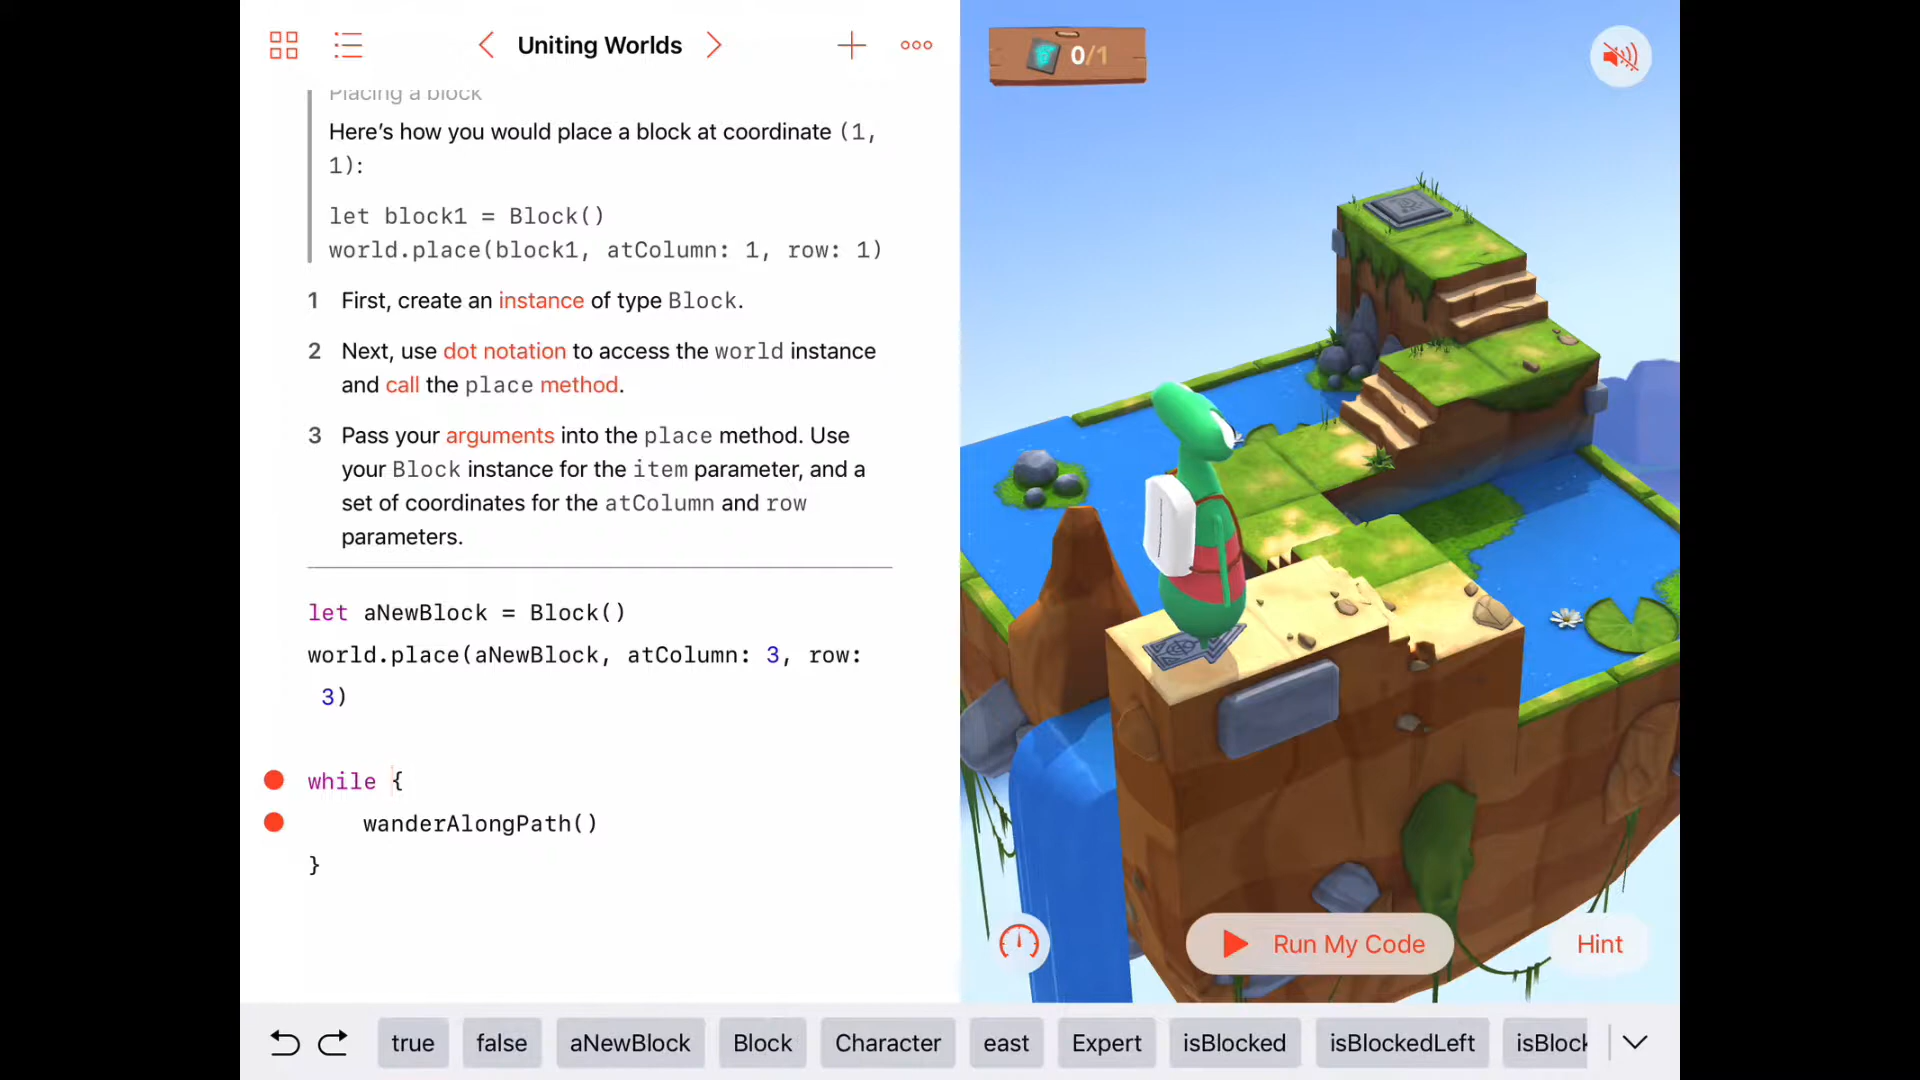 Uniting Worlds
Placing a block
Here’s how you would place a block at coordinate (1,
1):
let block1 = Block()
world.place(block1, atColumn: 1, row: 1)
1 First, create an instance of type Block.
2 Next, use dot notation to access the world instance
and call the place method.
3 Pass your arguments into the place method. Use
your Block instance for the item parameter, and a
set of coordinates for the atColumn and row
parameters.
let aNewBlock = Block()
world.place(aNewBlock, atColumn: 3, row:
3)
while {
wanderAlongPath()
}
0/1
Run My Code
Hint
true false aNewBlock Block Character east Expert isBlocked isBlockedLeft isBlock